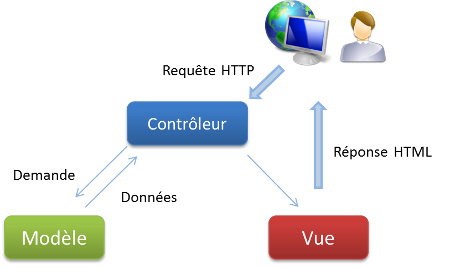 Requête HTTP
Contrôleur
Réponse HTML
Demande
Données
Modèle
Vue